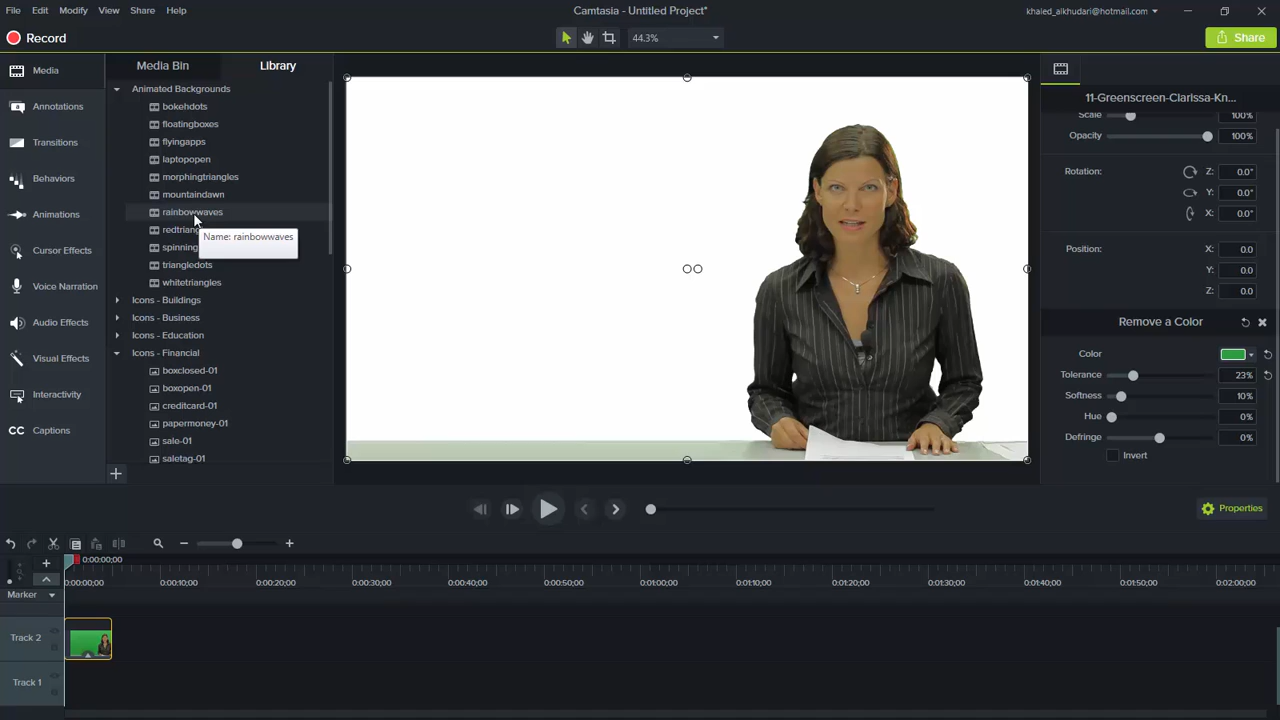 File Edit Modify View Share Help
Camtasia - Untitled Project*
khaled_alkhudari@hotmail.com
Record
44.3%
Share
Media
Annotations
Transitions
Behaviors
Animations
Cursor Effects
Voice Narration
Audio Effects
Visual Effects
Interactivity
CC Captions
Media Bin
Library
Animated Backgrounds
bokehdots
floatingboxes
flyingapps
laptopopen
morphingtriangles
mountaindawn
rainbowwaves
redtriang
Name: rainbowwaves
spinning
triangledots
whitetriangles
Icons - Buildings
Icons - Business
Icons - Education
Icons - Financial
boxclosed-01
boxopen-01
creditcard-01
papermoney-01
sale-01
saletag-01
11-Greenscreen-Clarissa-Kn...
Scale 100%
Opacity 100%
Rotation: Z: 0.0°
Y: 0.0°
X: 0.0°
Position: X: 0.0
Y: 0.0
Z: 0.0
Remove a Color
Color
Tolerance 23%
Softness 10%
Hue 0%
Defringe 0%
Invert
Properties
0:00:00;00
0:00:00;00 0:00:10;00 0:00:20;00 0:00:30;00 0:00:40;00 0:00:50;00 0:01:00;00 0:01:10;00 0:01:20;00 0:01:30;00 0:01:40;00 0:01:50;00 0:02:00;00
Marker
Track 2
Track 1